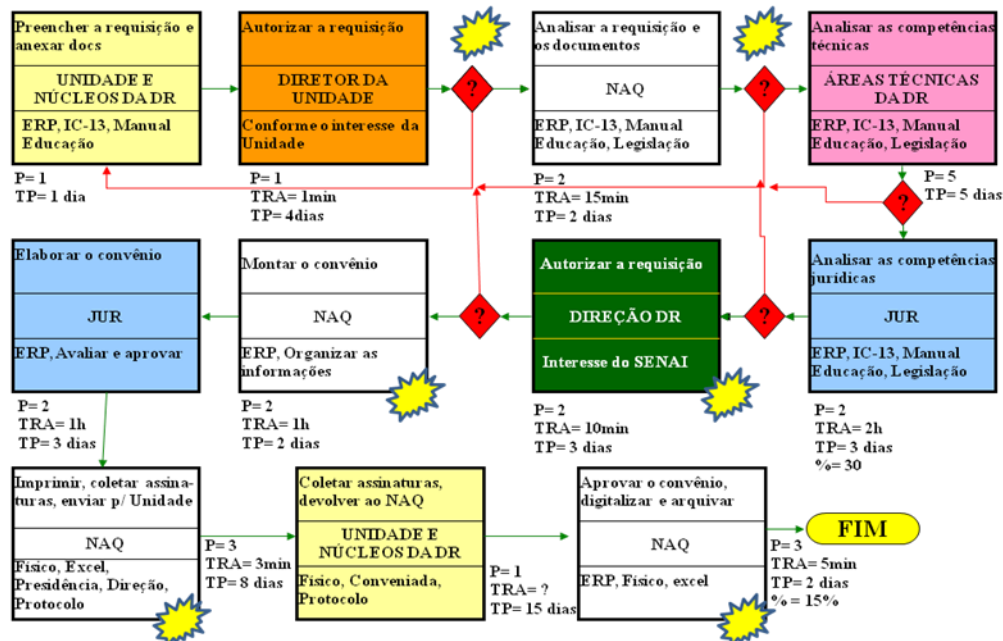 Preencher a requisição e
anexar docs
UNIDADE E
NÚCLEOS DA DR
ERP, IC-13, Manual
Educação
P= 1
TP= 1 dia
Autorizar a requisição
DIRETOR DA
UNIDADE
Conforme o interesse da
Unidade
P= 1
TRA= 1min
TP= 4dias
?
Analisar a requisição e
os documentos
NAQ
ERP, IC-13, Manual
Educação, Legislação
P= 2
TRA= 15min
TP= 2 dias
?
Analisar as competências
técnicas
ÁREAS TÉCNICAS
DA DR
ERP, IC-13, Manual
Educação, Legislação
P= 5
TP= 5 dias
?
Analisar as competências
jurídicas
JUR
ERP, IC-13, Manual
Educação, Legislação
P= 2
TRA= 2h
TP= 3 dias
%= 30
?
Autorizar a requisição
DIREÇÃO DR
Interesse do SENAI
P= 2
TRA= 10min
TP= 3 dias
?
Montar o convênio
NAQ
ERP, Organizar as
informações
P= 2
TRA= 1h
TP= 2 dias
Elaborar o convênio
JUR
ERP, Avaliar e aprovar
P= 2
TRA= 1h
TP= 3 dias
Imprimir, coletar assina-
turas, enviar p/ Unidade
NAQ
Físico, Excel,
Presidência, Direção,
Protocolo
P= 3
TRA= 3min
TP= 8 dias
Coletar assinaturas,
devolver ao NAQ
UNIDADE E
NÚCLEOS DA DR
Físico, Conveniada,
Protocolo
P= 1
TRA= ?
TP= 15 dias
Aprovar o convênio,
digitalizar e arquivar
NAQ
ERP, Físico, excel
P= 3
TRA= 5min
TP= 2 dias
% = 15%
FIM